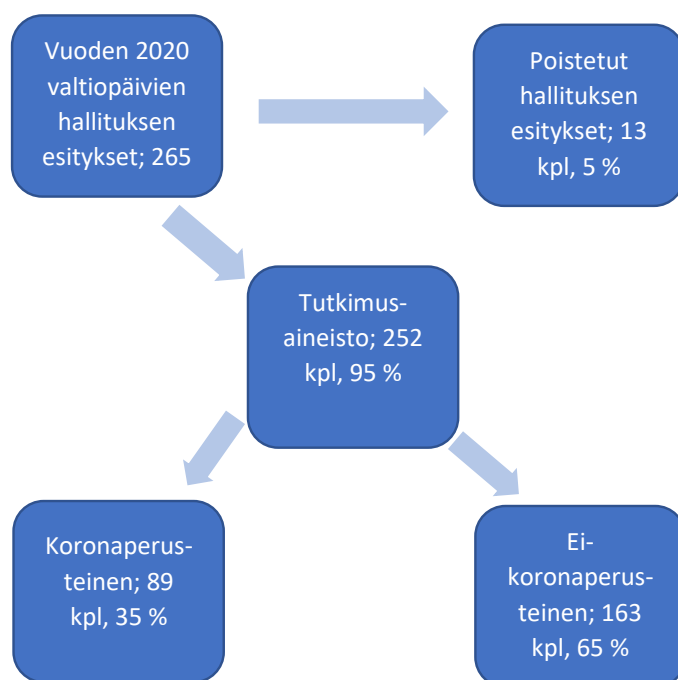 Vuoden 2020
valtiopäivien
hallituksen
esitykset; 265
Poistetut
hallituksen
esitykset; 13
kpl, 5 %
Tutkimus-
aineisto; 252
kpl, 95 %
Koronaperus-
teinen; 89
kpl, 35 %
Ei-
koronaperus-
teinen; 163
kpl, 65 %